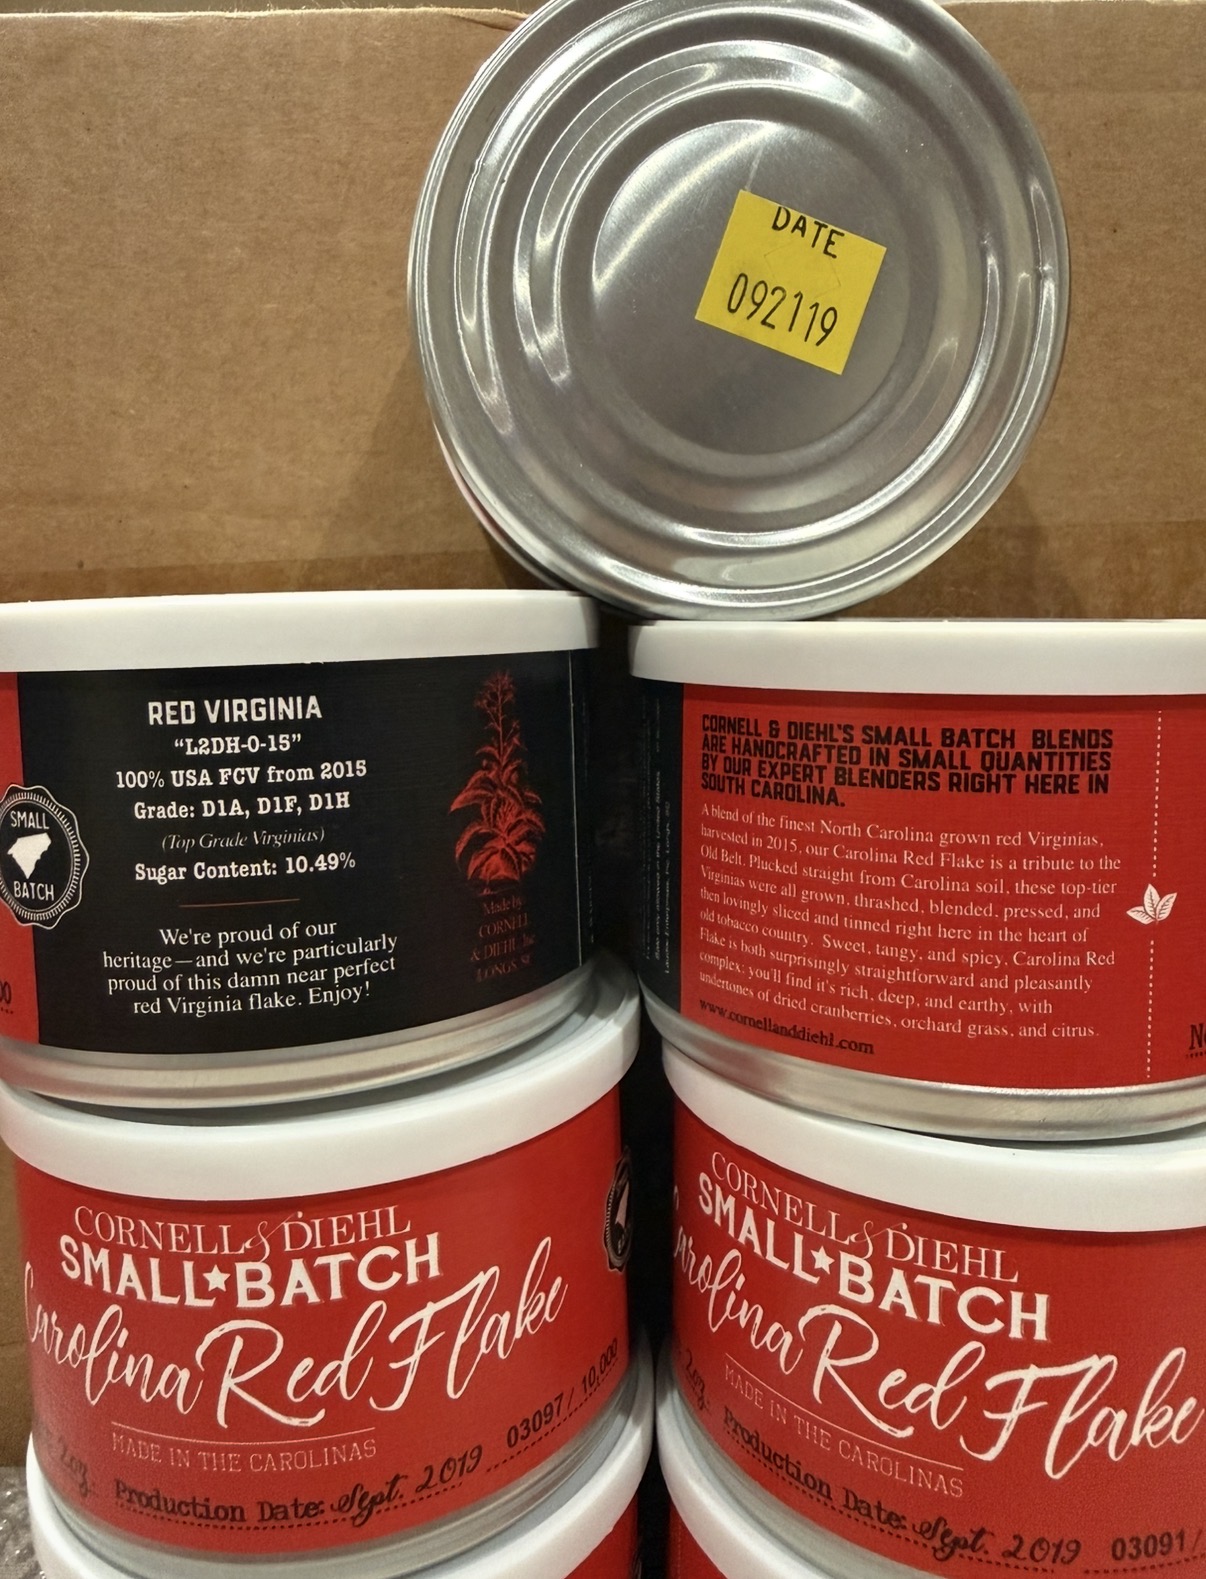 DATE
092119
RED VIRGINIA
“L2DH-0-15”
100% USA FCV from 2015
Grade: D1A, D1F, D1H
(Top Grade Virginias)
Sugar Content: 10.49%
We're proud of our
heritage—and we're particularly
proud of this damn near perfect
red Virginia flake. Enjoy!
SMALL
BATCH
Made by
CORNELL
& DIEHL
CORNELL & DIEHL'S SMALL BATCH BLENDS
ARE HANDCRAFTED IN SMALL QUANTITIES
BY OUR EXPERT BLENDERS RIGHT HERE IN
SOUTH CAROLINA.
A blend of the finest North Carolina grown red Virginias,
harvested in 2015, our Carolina Red Flake is a tribute to the
Old Belt. Plucked straight from Carolina soil, these top-tier
Virginias were all grown, thrashed, blended, pressed, and
then lovingly sliced and tinned right here in the heart of
old tobacco country. Sweet, tangy, and spicy, Carolina Red
Flake is both surprisingly straightforward and pleasantly
complex; you'll find it's rich, deep, and earthy, with
undertones of dried cranberries, orchard grass, and citrus.
www.cornellanddiehl.com
CORNELL & DIEHL
SMALL★BATCH
Carolina Red Flake
MADE IN THE CAROLINAS
2oz.
Production Date: Sept. 2019
03097 / 10,000
CORNELL & DIEHL
SMALL★BATCH
Carolina Red Flake
MADE IN THE CAROLINAS
2oz.
Production Date: Sept. 2019
03091 /